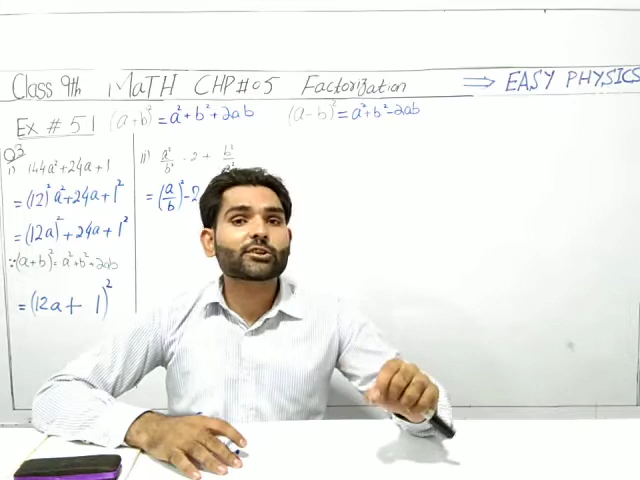 Class 9th MATH CHP#05 Factorization ⟹ EASY PHYSICS
Ex # 5.1 (a+b)² = a²+b²+2ab (a-b)² = a²+b²-2ab
Q3
i) 144a²+24a+1
= (12)²a²+24a+1²
= (12a)²+24a+1²
∵(a+b)²=a²+b²+2ab
= (12a+1)²
ii) a²/b² - 2 + b²/a²
= (a/b)²-2